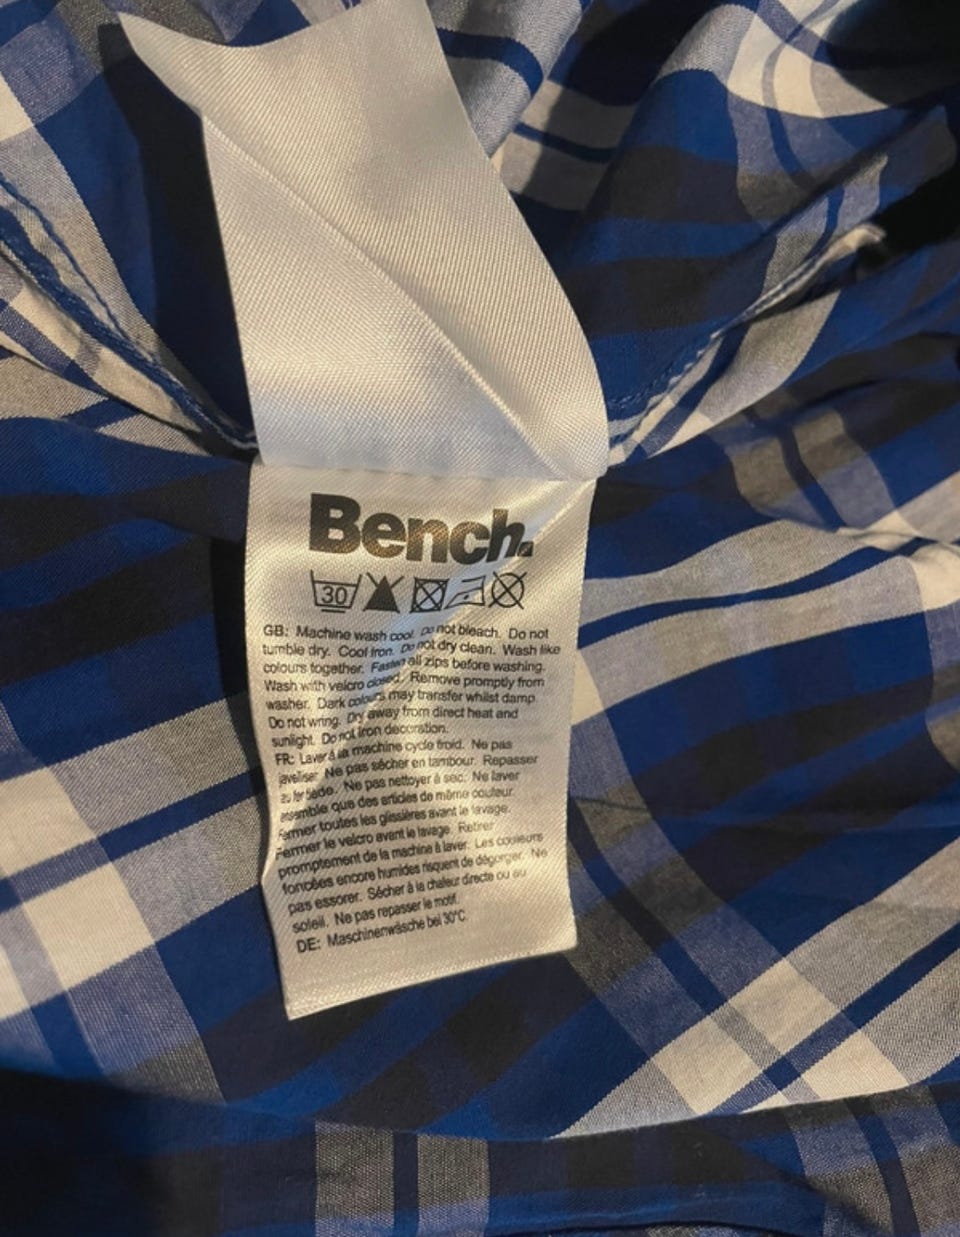 Bench.
30
GB: Machine wash cool. Do not bleach. Do not
tumble dry. Cool iron. Do not dry clean. Wash like
colours together. Fasten all zips before washing.
Wash with velcro closed. Remove promptly from
washer. Dark colours may transfer whilst damp.
Do not wring. Dry away from direct heat and
sunlight. Do not iron decoration.
FR: Laver à la machine cycle froid. Ne pas
javeliser. Ne pas sécher en tambour. Repasser
au fer tiède. Ne pas nettoyer à sec. Ne laver
ensemble que des articles de même couleur.
Fermer toutes les glissières avant le lavage.
Fermer le velcro avant le lavage. Retirer
promptement de la machine à laver. Les couleurs
foncées encore humides risquent de dégorger. Ne
pas essorer. Sécher à la chaleur directe ou au
soleil. Ne pas repasser le motif.
DE: Maschinenwäsche bei 30°C